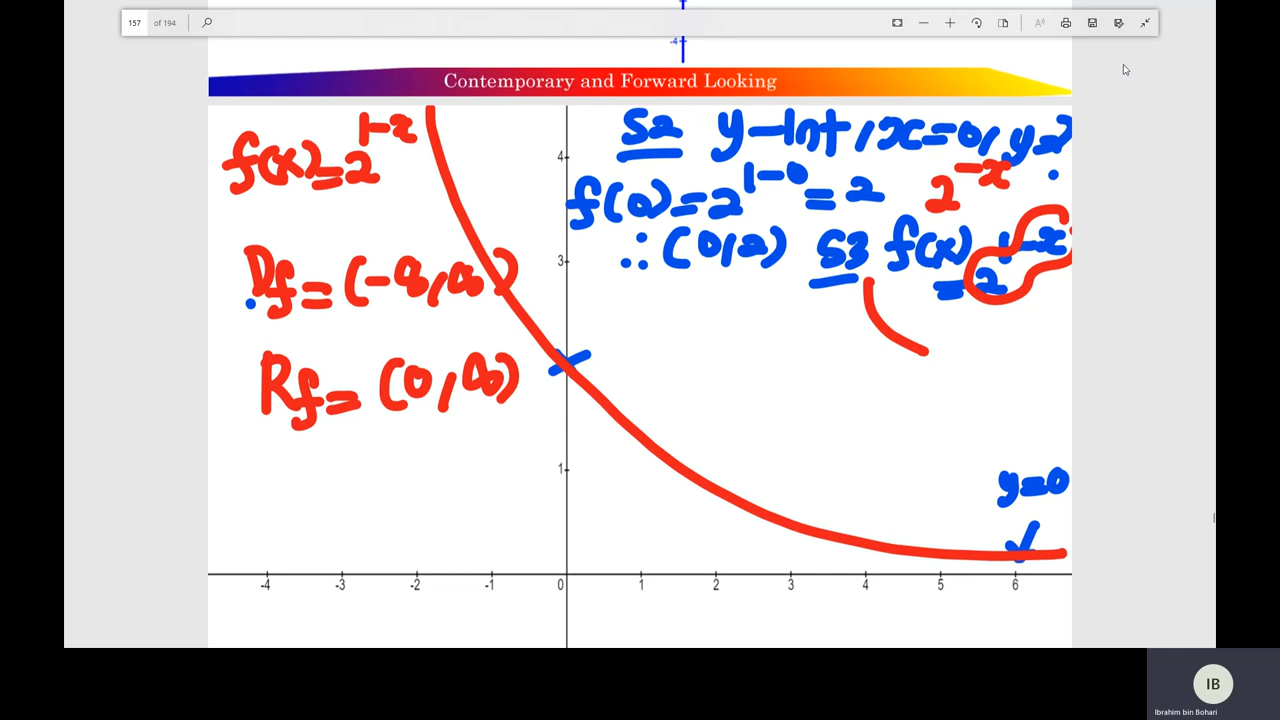 157 of 194
-4
Contemporary and Forward Looking
f(x) = 2^(1-x)
S2 y-int, x=0, y=?
f(0) = 2^(1-0) = 2
2^(-x)
∴ (0,2) S3 f(x) = 2^(1-x)
Df = (-∞, ∞)
Rf = (0, ∞)
4
3
1
y=0
-4 -3 -2 -1 0 1 2 3 4 5 6
IB
Ibrahim bin Bohari